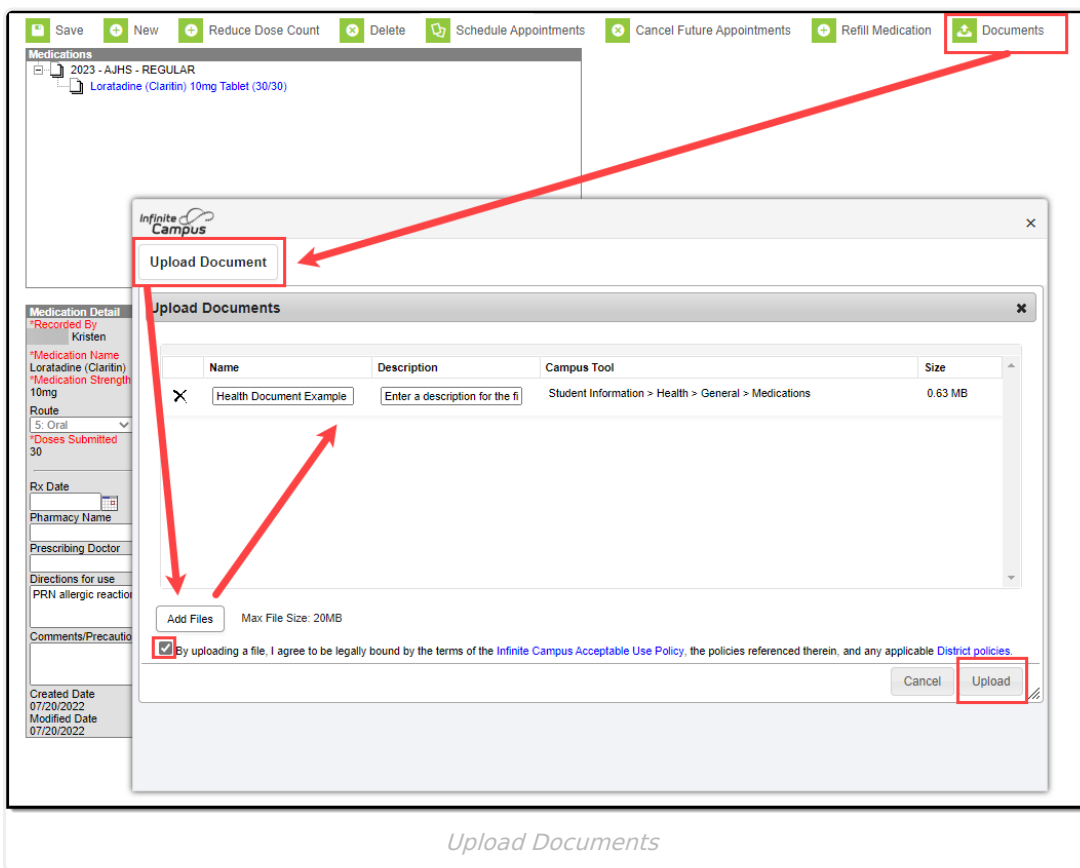 Save New Reduce Dose Count Delete Schedule Appointments Cancel Future Appointments Refill Medication Documents
Medications
2023 - AJHS - REGULAR
Loratadine (Claritin) 10mg Tablet (30/30)
Infinite
Campus
×
Upload Document
Upload Documents
Name Description Campus Tool Size
Health Document Example Enter a description for the fi Student Information > Health > General > Medications 0.63 MB
Add Files Max File Size: 20MB
By uploading a file, I agree to be legally bound by the terms of the Infinite Campus Acceptable Use Policy, the policies referenced therein, and any applicable District policies.
Cancel Upload
Medication Detail
*Recorded By
Kristen
*Medication Name
Loratadine (Claritin)
*Medication Strength
10mg
Route
5: Oral
*Doses Submitted
30
Rx Date
Pharmacy Name
Prescribing Doctor
Directions for use
PRN allergic reaction
Comments/Precautio
Created Date
07/20/2022
Modified Date
07/20/2022
Upload Documents